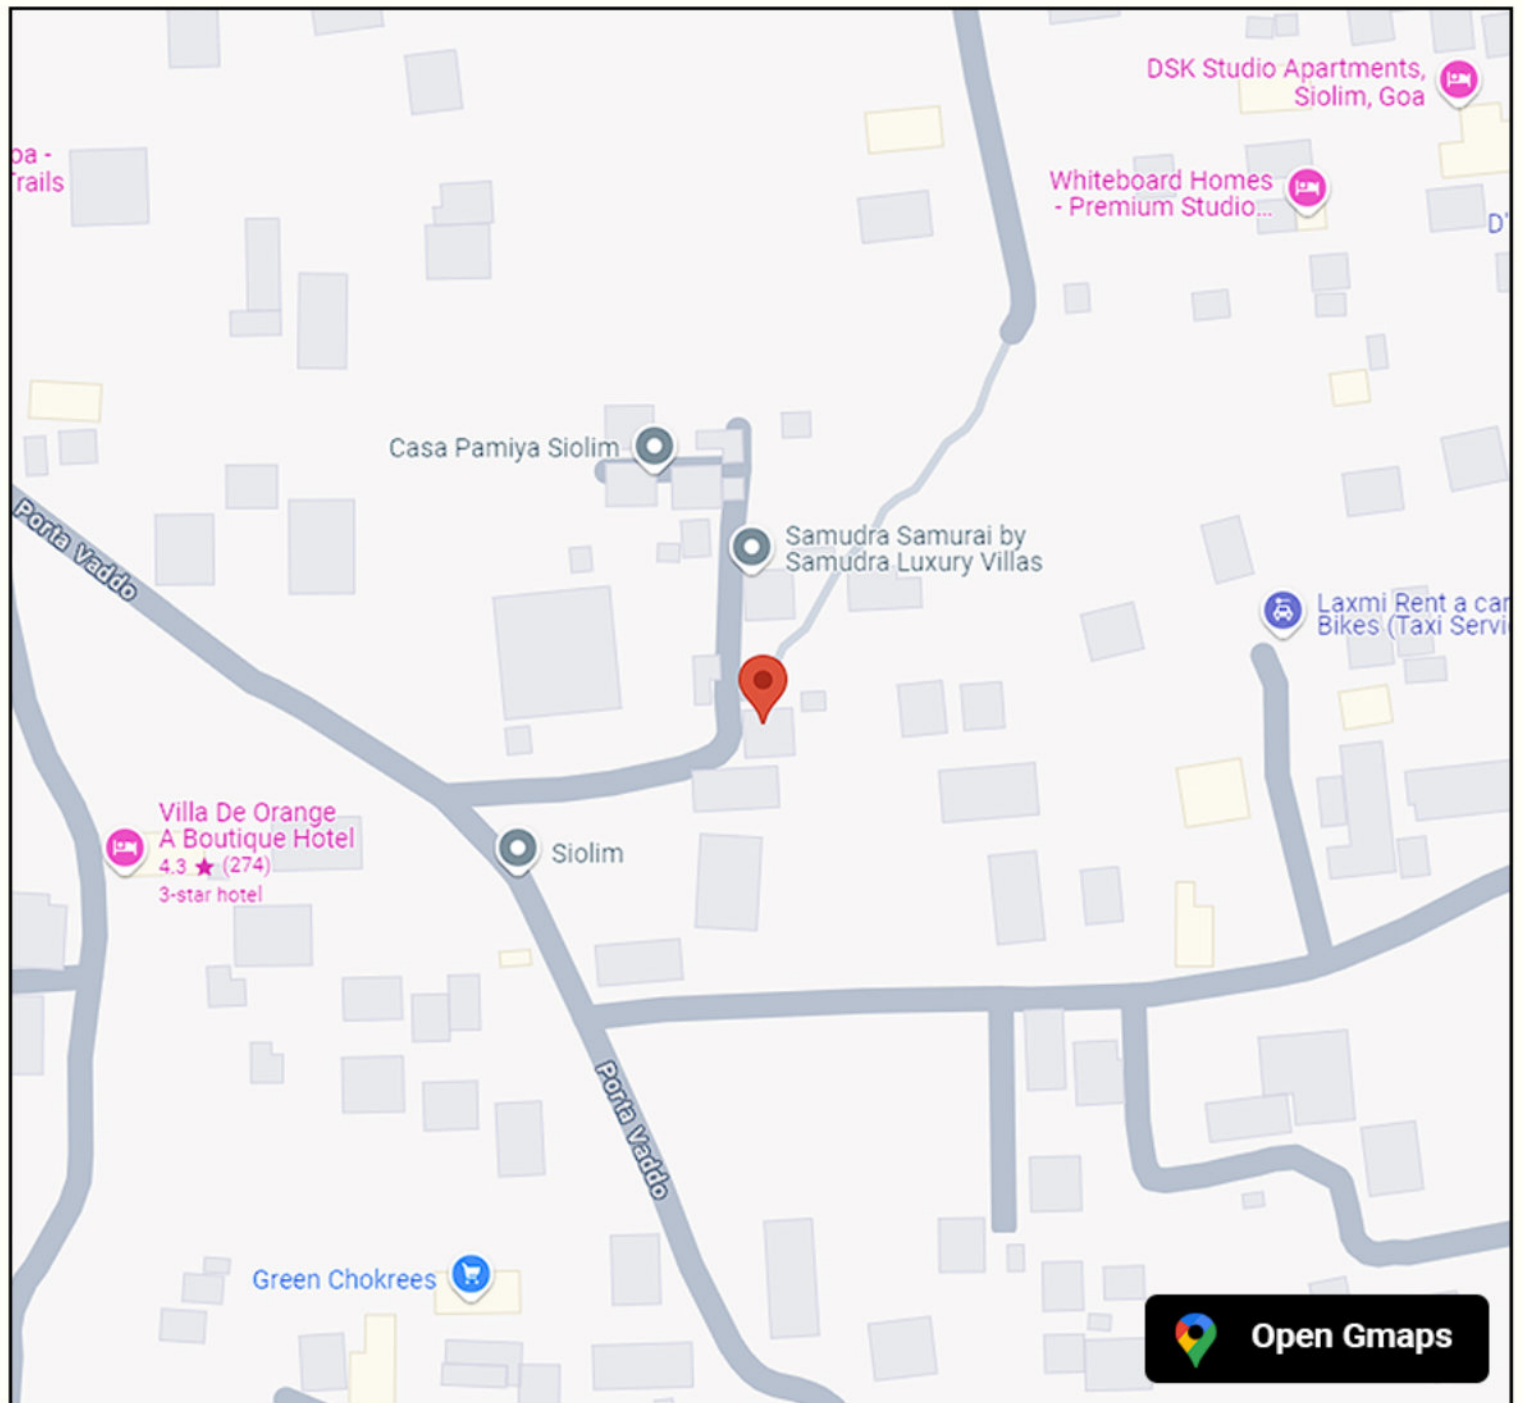 DSK Studio Apartments,
Siolim, Goa
oa -
Trails
Whiteboard Homes
- Premium Studio...
D'
Casa Pamiya Siolim
Porta Vaddo
Samudra Samurai by
Samudra Luxury Villas
Laxmi Rent a car
Bikes (Taxi Servi
Villa De Orange
A Boutique Hotel
4.3 ★ (274)
3-star hotel
Siolim
Porta Vaddo
Green Chokrees
Open Gmaps